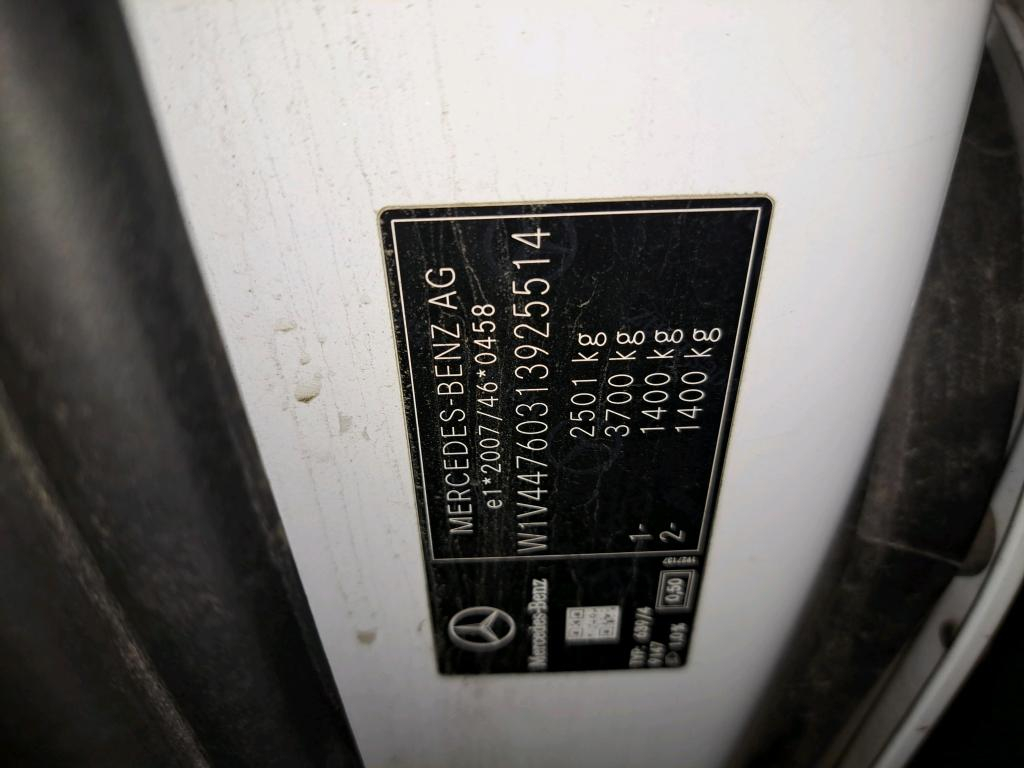 MERCEDES-BENZ AG
e1*2007/46*0458
W1V44760313925514
2501 kg
3700 kg
1- 1400 kg
2- 1400 kg
Mercedes-Benz
0,50